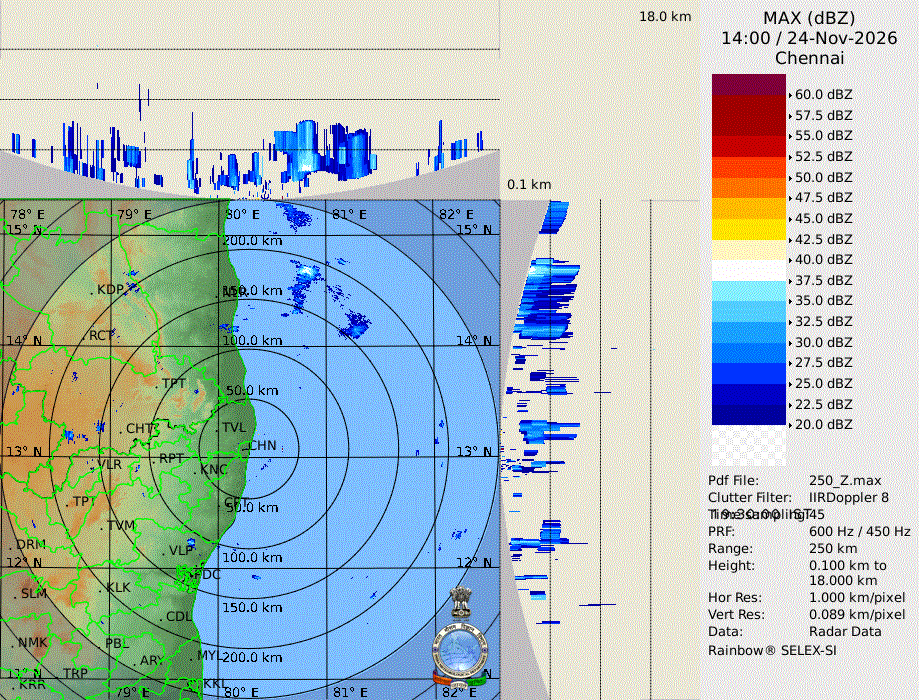 18.0 km
MAX (dBZ)
14:00 / 24-Nov-2026
Chennai
60.0 dBZ
57.5 dBZ
55.0 dBZ
52.5 dBZ
50.0 dBZ
47.5 dBZ
45.0 dBZ
42.5 dBZ
40.0 dBZ
37.5 dBZ
35.0 dBZ
32.5 dBZ
30.0 dBZ
27.5 dBZ
25.0 dBZ
22.5 dBZ
20.0 dBZ
0.1 km
78° E 79° E 80° E 81° E 82° E
15° N 15° N
200.0 km
KDP
150.0 km
RCT
14° N 100.0 km 14° N
TPT
50.0 km
CHT TVL
CHN
13° N 13° N
VLR RPT
KNC
TPT
50.0 km
TVM
DRM VLP
100.0 km
12° N 12° N
PDC
SLM KLK
150.0 km
CDL
NMK PBL
ARY MYL 200.0 km
TRP
KRR KKL
79° E 80° E 81° E 82° E
Pdf File: 250_Z.max
Clutter Filter: IIRDoppler 8
PRF: 600 Hz / 450 Hz
Range: 250 km
Height: 0.100 km to
18.000 km
Hor Res: 1.000 km/pixel
Vert Res: 0.089 km/pixel
Data: Radar Data
Rainbow® SELEX-SI